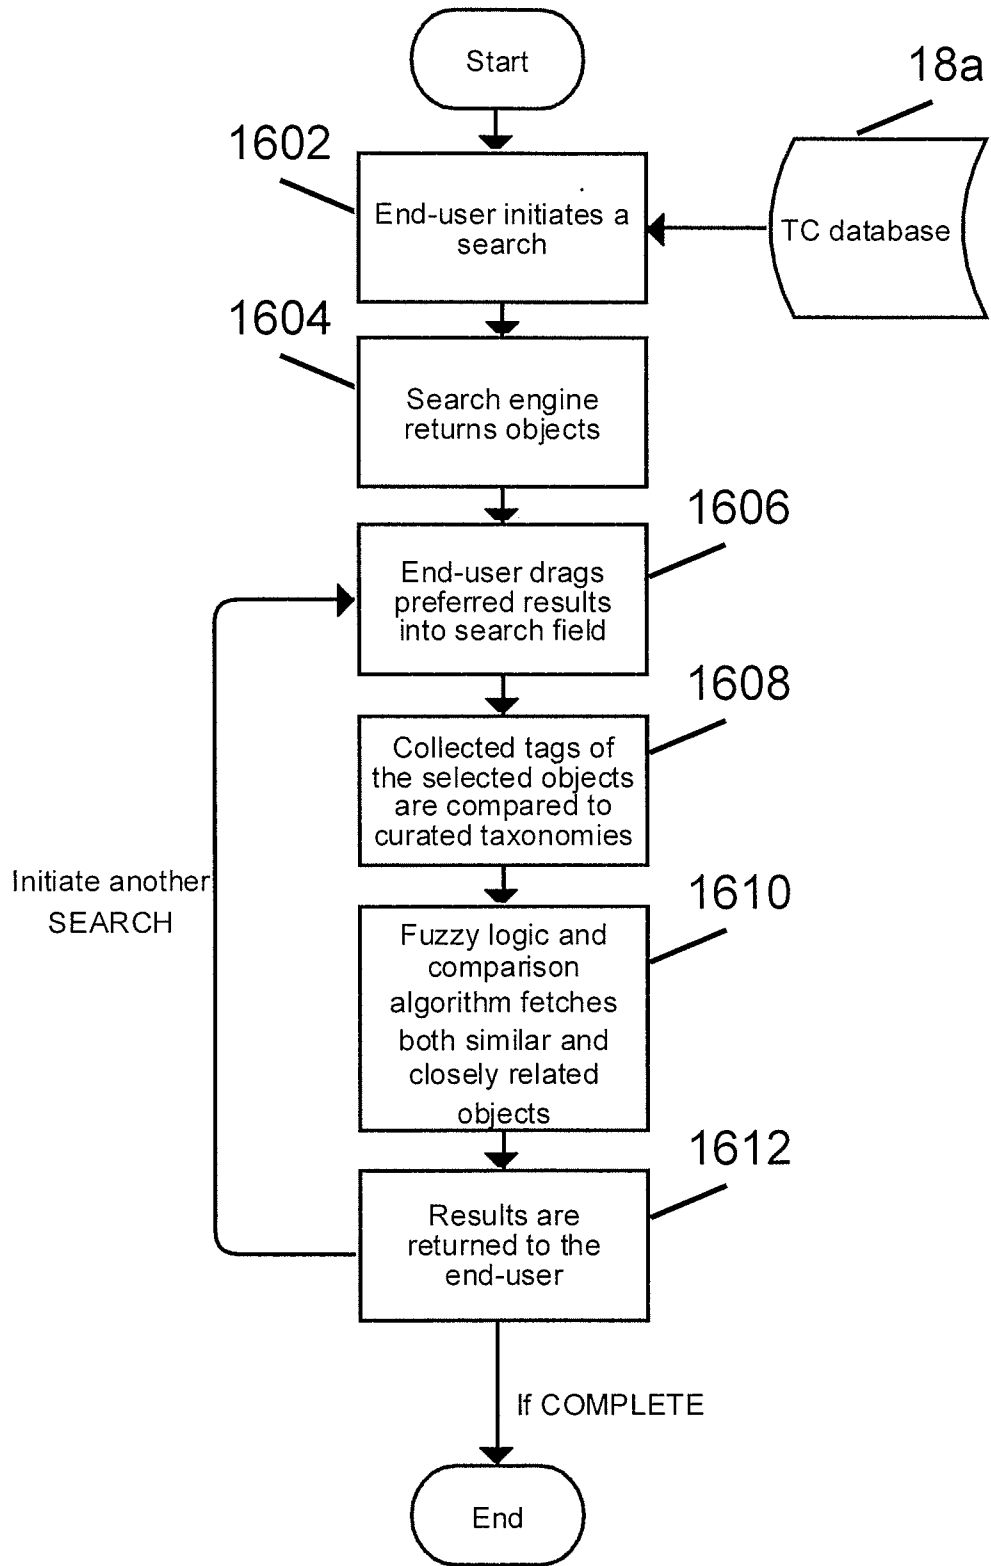 Start
18a
1602
End-user initiates a
search
TC database
1604
Search engine
returns objects
1606
End-user drags
preferred results
into search field
1608
Collected tags of
the selected objects
are compared to
curated taxonomies
Initiate another
SEARCH
1610
Fuzzy logic and
comparison
algorithm fetches
both similar and
closely related
objects
1612
Results are
returned to the
end-user
If COMPLETE
End